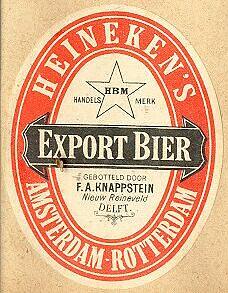 HEINEKEN'S
HBM
HANDELS MERK
EXPORT BIER
GEBOTTELD DOOR
F.A. KNAPPSTEIN
Nieuw Reineveld
DELFT.
AMSTERDAM-ROTTERDAM